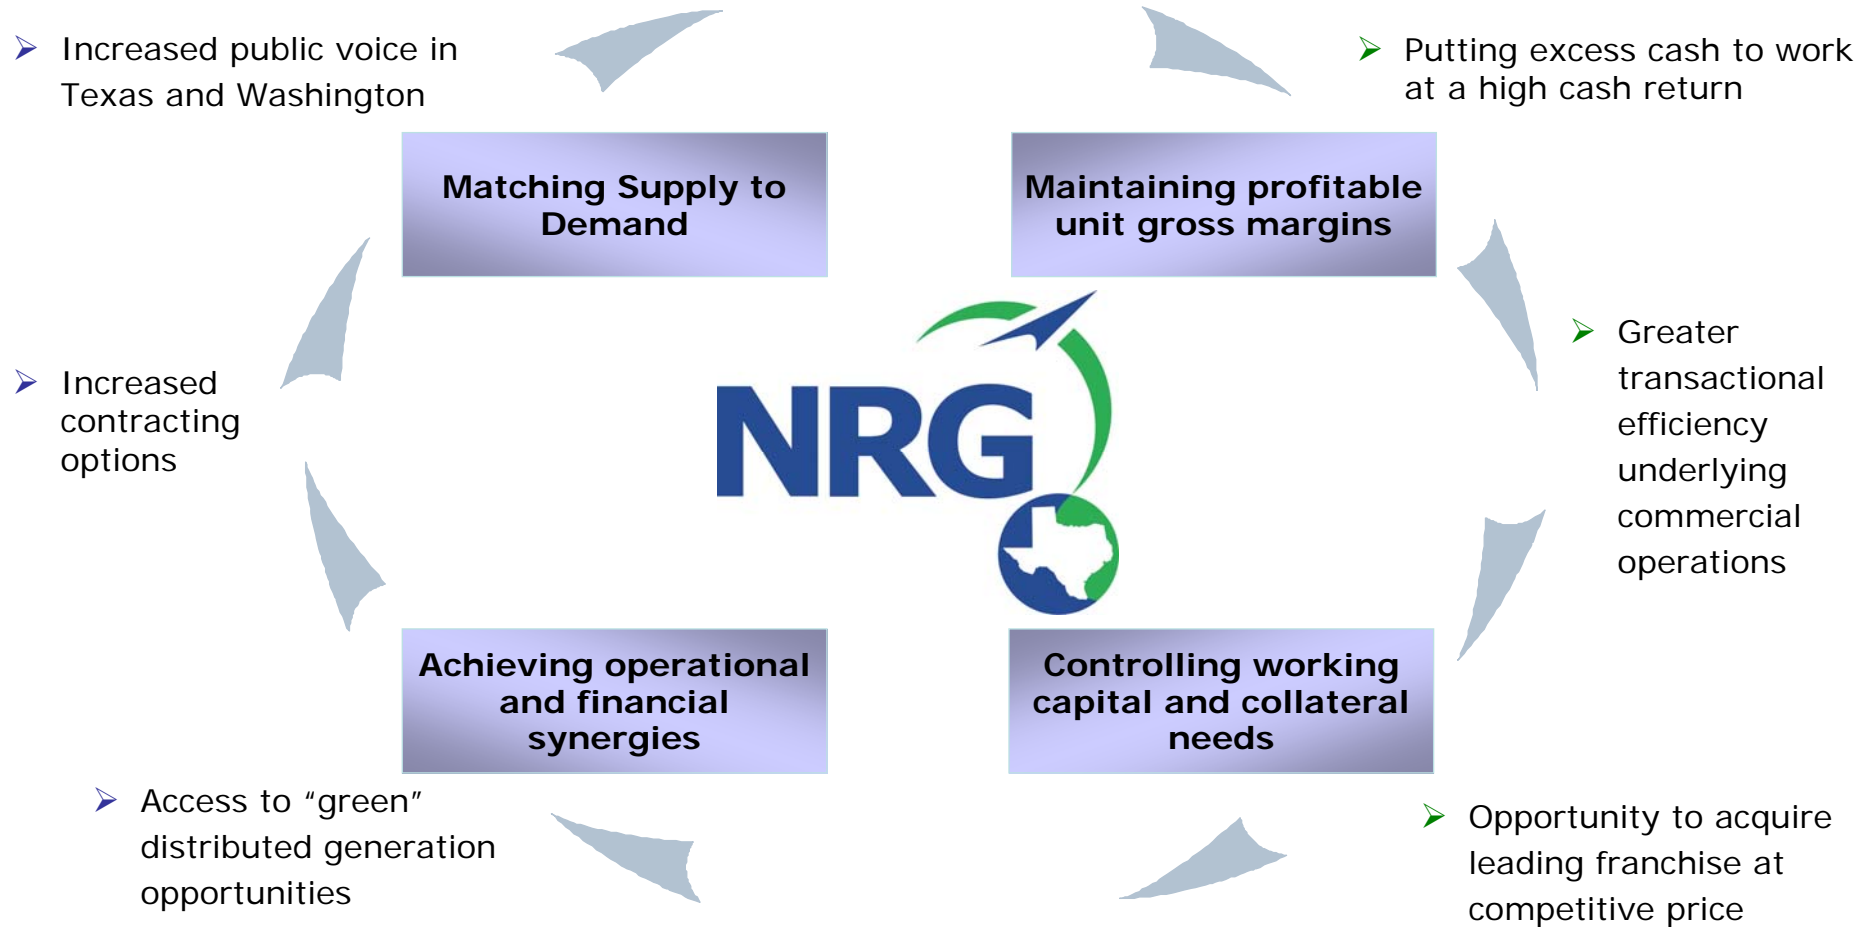 Increased public voice in
Texas and Washington
Putting excess cash to work
at a high cash return
Matching Supply to
Demand
Maintaining profitable
unit gross margins
Increased
contracting
options
NRG
Greater
transactional
efficiency
underlying
commercial
operations
Achieving operational
and financial
synergies
Controlling working
capital and collateral
needs
Access to “green”
distributed generation
opportunities
Opportunity to acquire
leading franchise at
competitive price